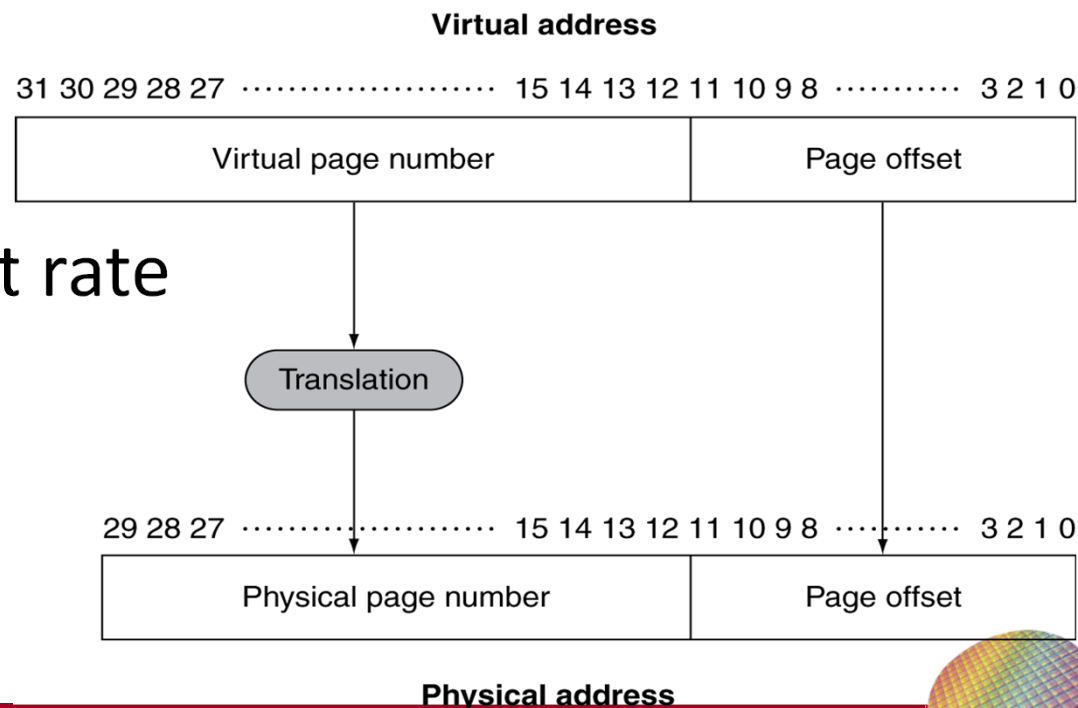 Virtual address
31 30 29 28 27 ······················ 15 14 13 12 11 10 9 8 ··········· 3 2 1 0
Virtual page number Page offset
t rate
Translation
29 28 27 ······················ 15 14 13 12 11 10 9 8 ··········· 3 2 1 0
Physical page number Page offset
Physical address